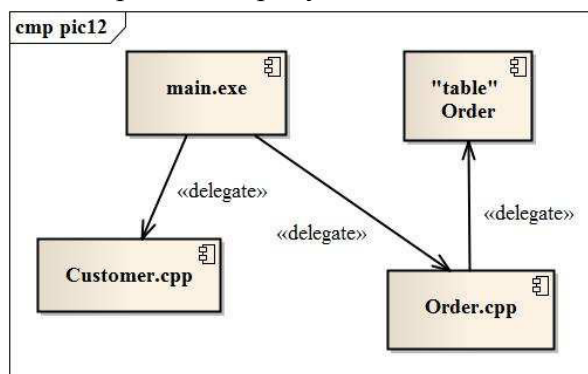 cmp pic12
main.exe
"table"
Order
«delegate»
«delegate»
«delegate»
Customer.cpp
Order.cpp